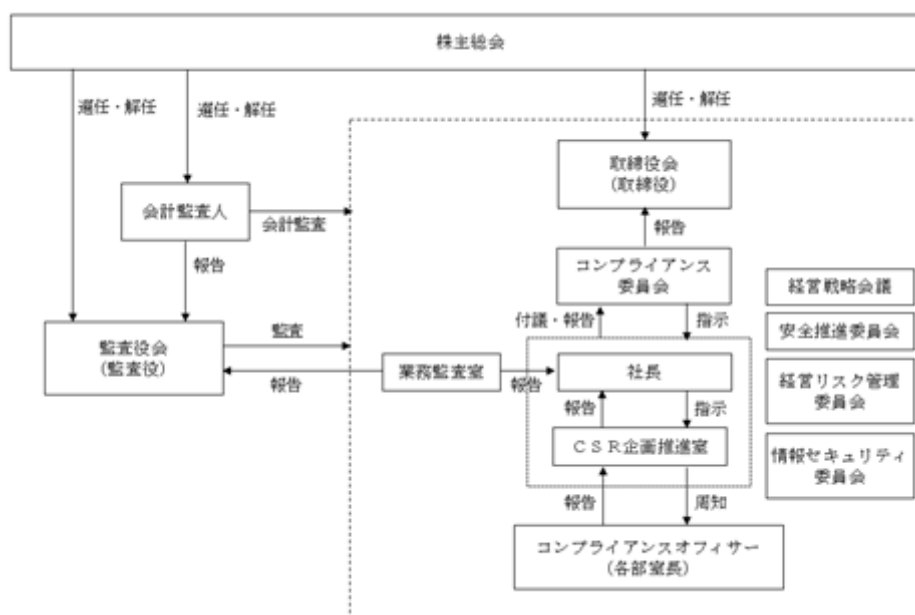 株主総会
選任・解任
選任・解任
選任・解任
取締役会
(取締役)
会計監査人
会計監査
報告
報告
コンプライアンス
委員会
経営戦略会議
付議・報告
指示
安全推進委員会
監査役会
(監査役)
監査
報告
業務監査室
報告
社長
経営リスク管理
委員会
報告
指示
CSR企画推進室
情報セキュリティ
委員会
報告
周知
コンプライアンスオフィサー
(各部室長)